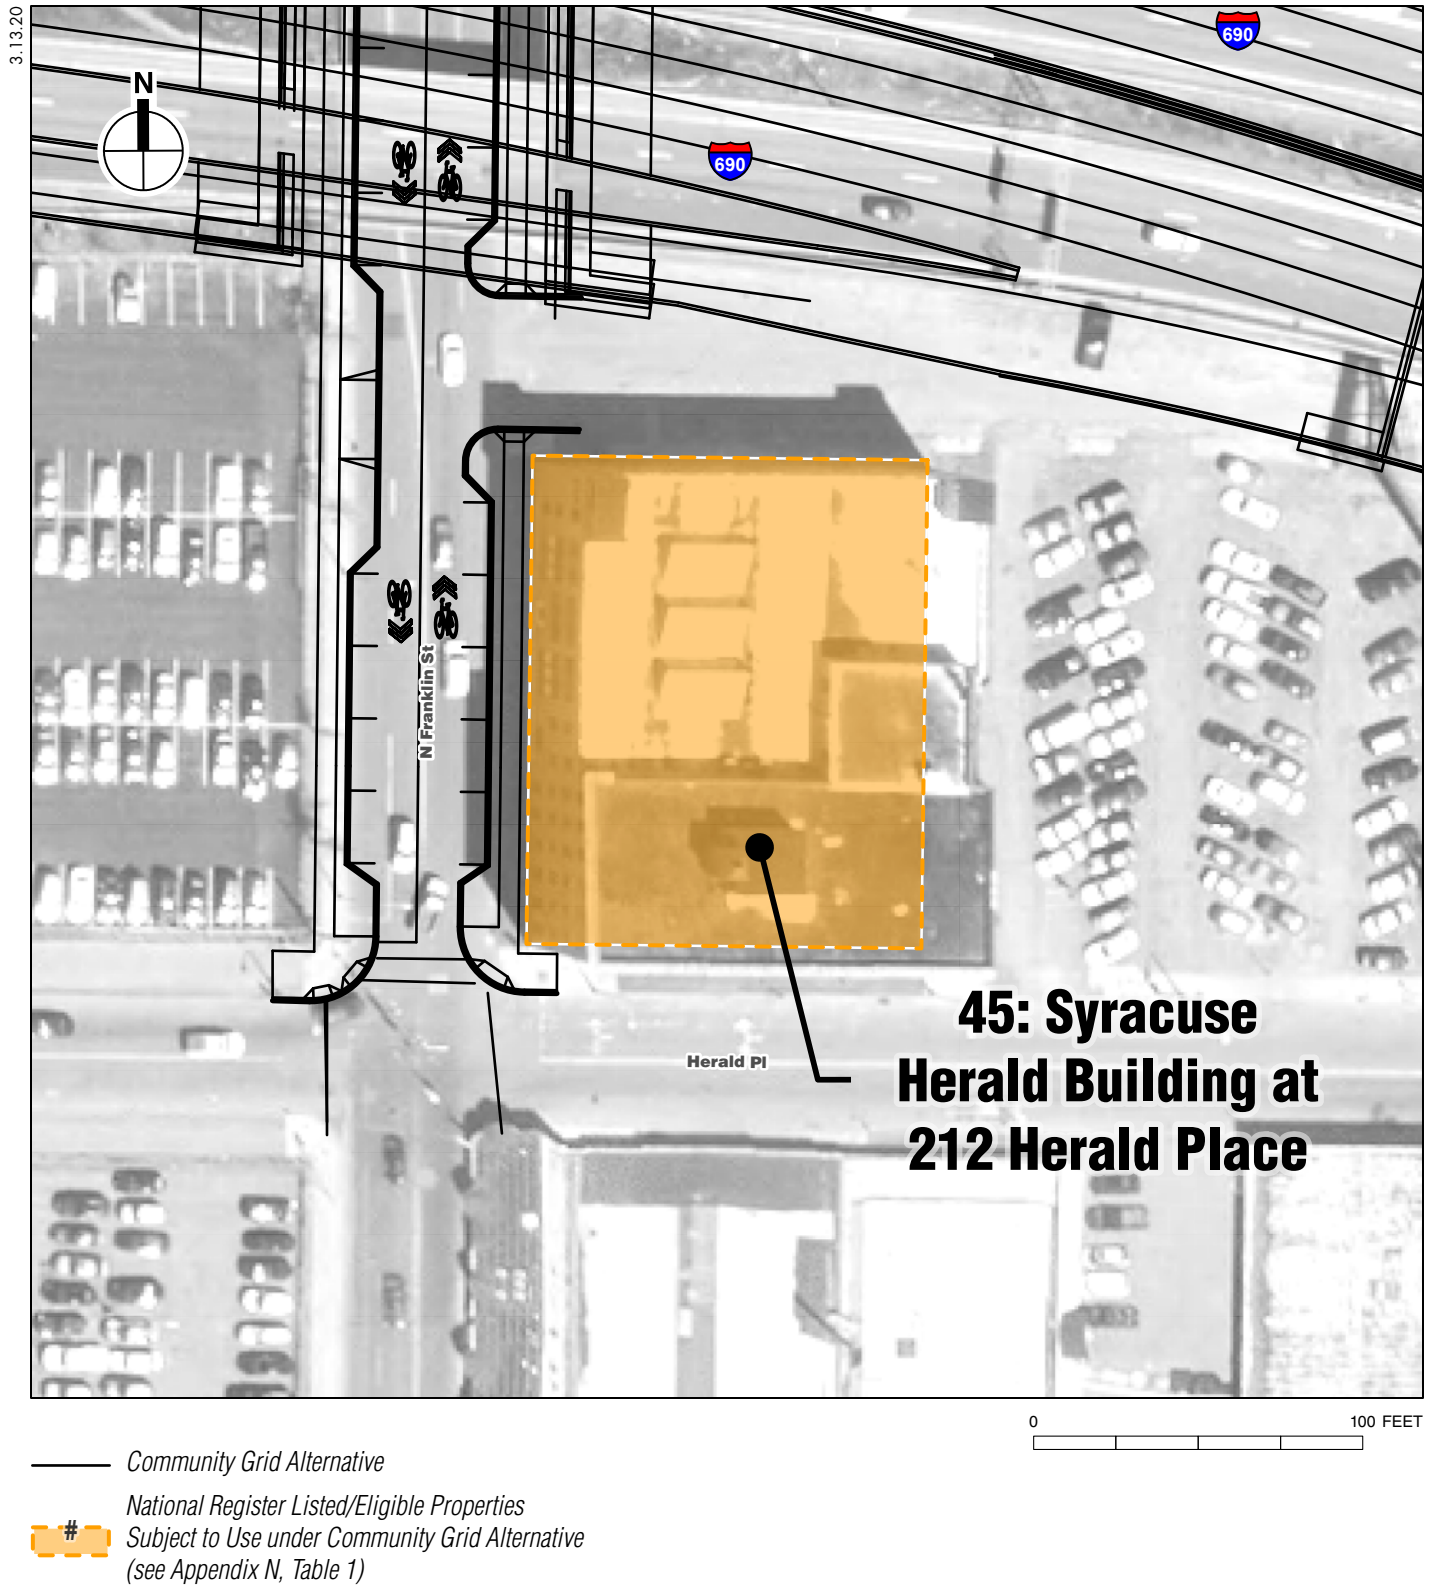 3.13.20
690
N
690
N Franklin St
45: Syracuse
Herald Building at
212 Herald Place
Herald Pl
0 100 FEET
Community Grid Alternative
National Register Listed/Eligible Properties
# Subject to Use under Community Grid Alternative
(see Appendix N, Table 1)